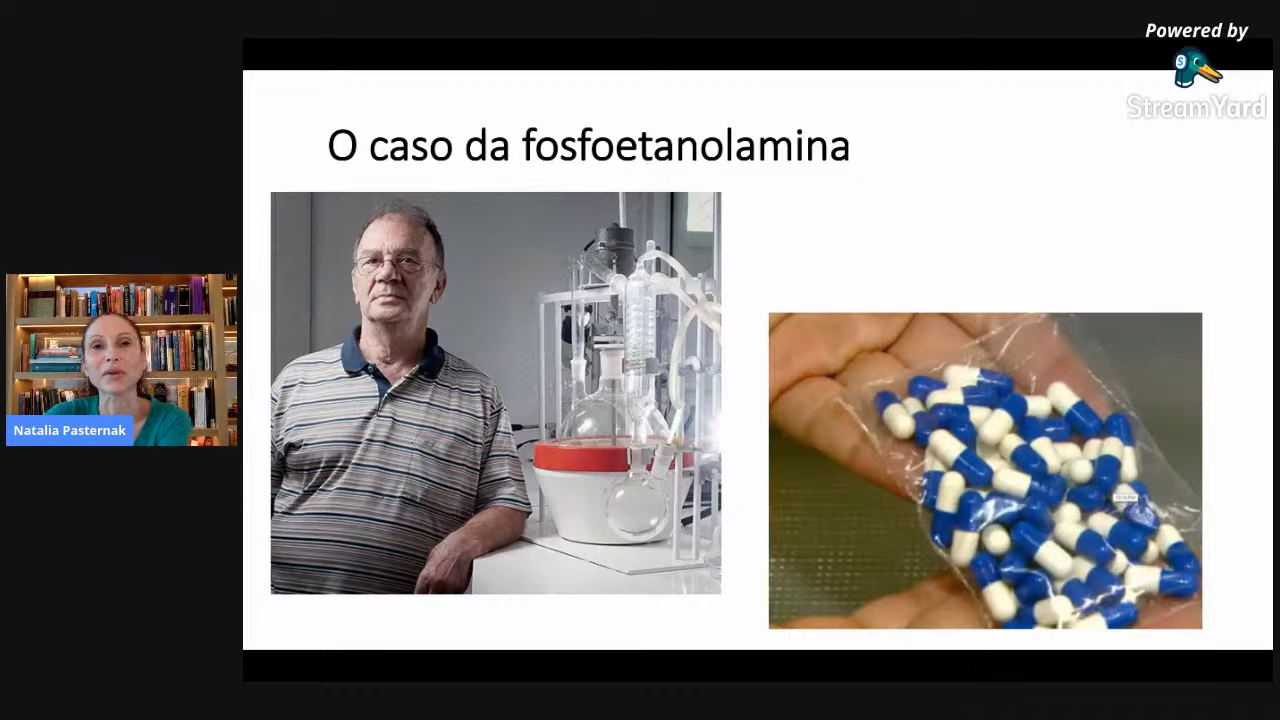 Powered by
StreamYard
O caso da fosfoetanolamina
Natalia Pasternak